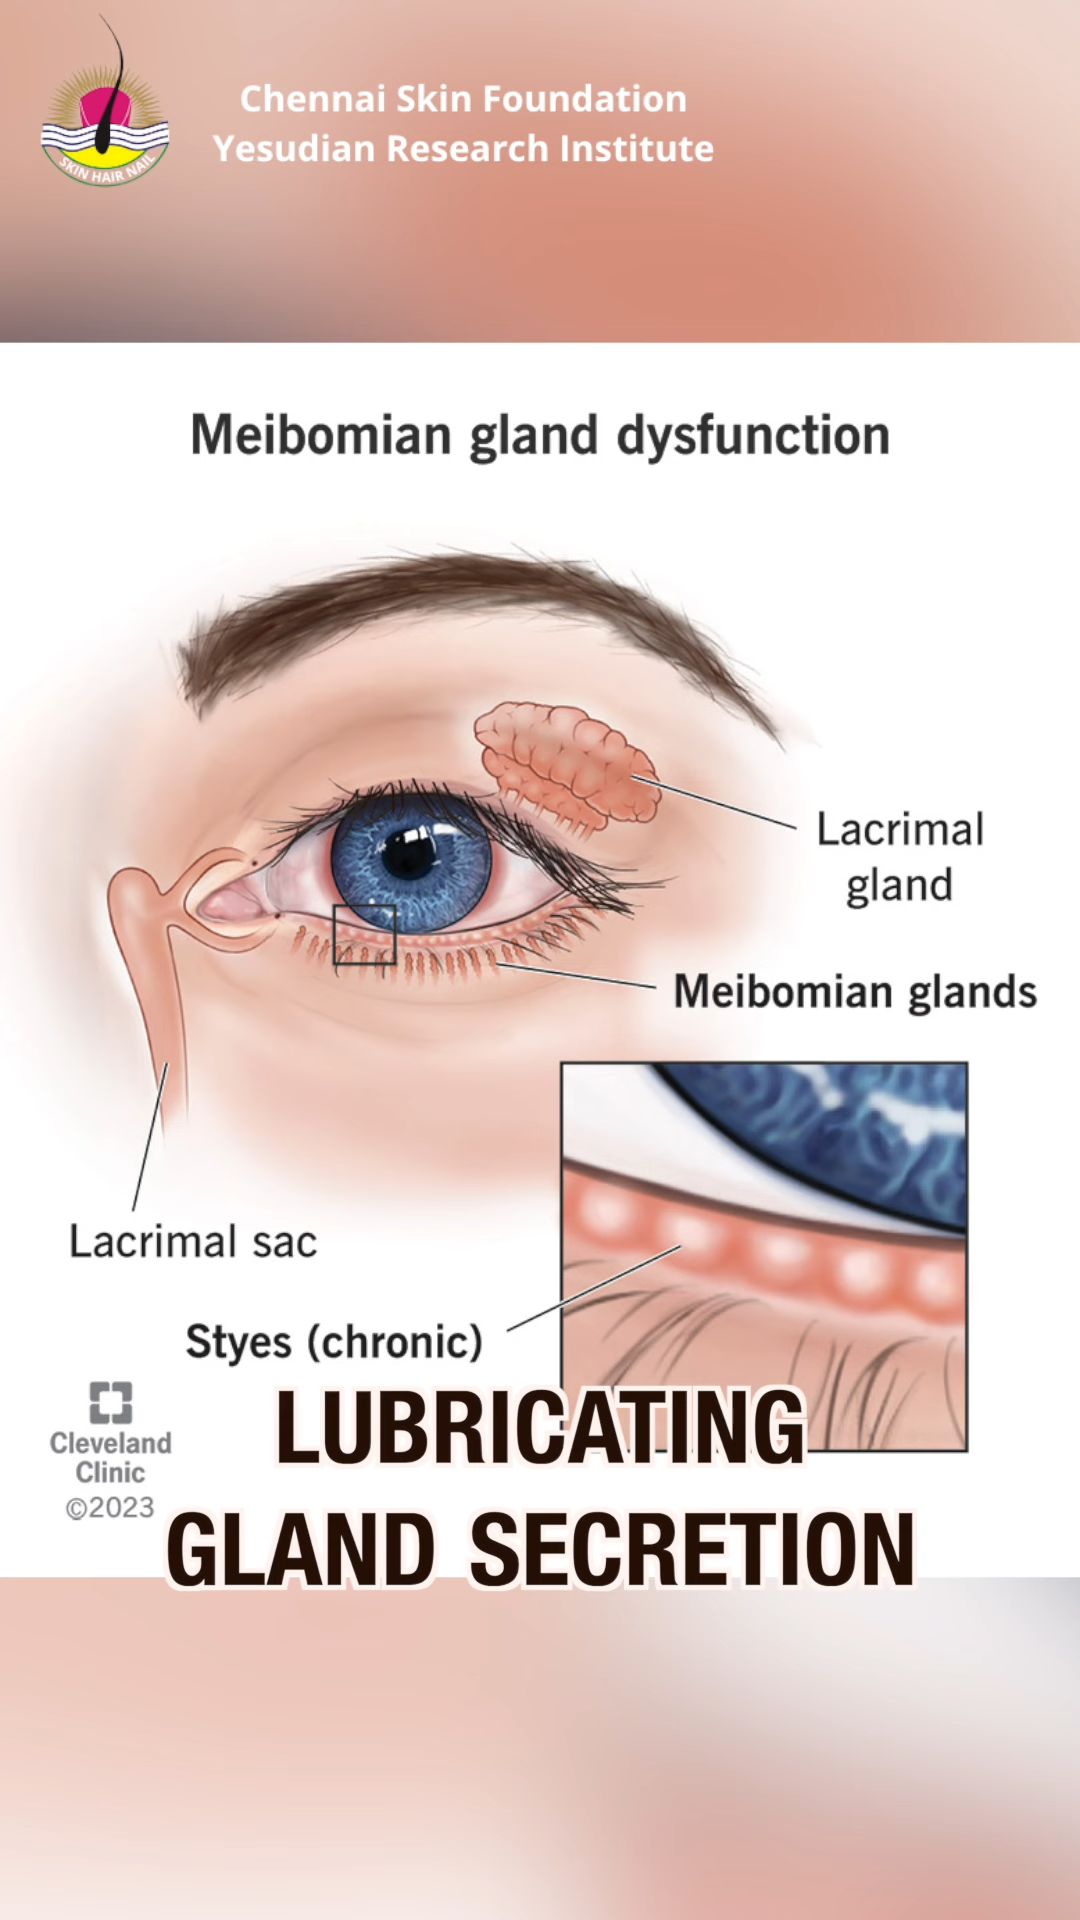 SKIN HAIR NAIL
Chennai Skin Foundation
Yesudian Research Institute
Meibomian gland dysfunction
Lacrimal
gland
Meibomian glands
Lacrimal sac
Styes (chronic)
Cleveland
Clinic
©2023
LUBRICATING
GLAND SECRETION